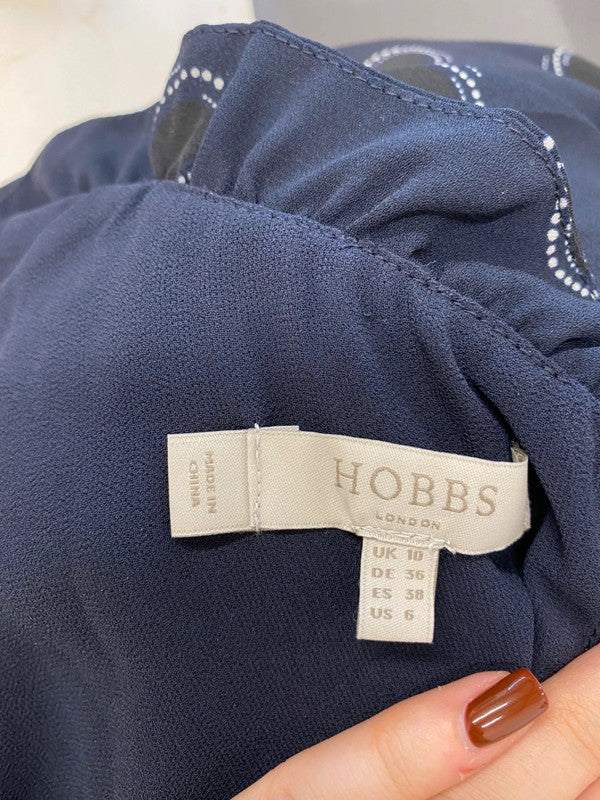 MADE IN
CHINA
HOBBS
LONDON
UK 10
DE 36
ES 38
US 6